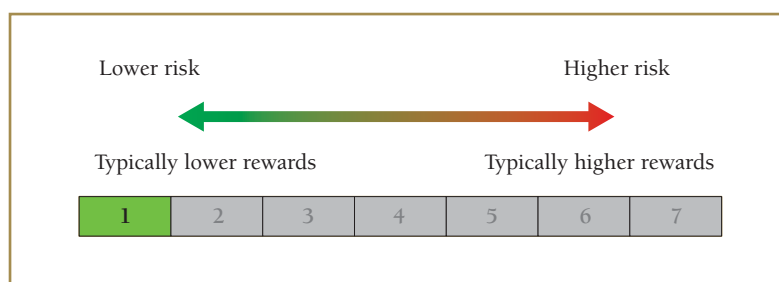 Lower risk Higher risk
Typically lower rewards Typically higher rewards
1 2 3 4 5 6 7